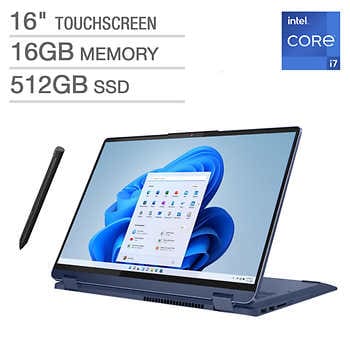 16" TOUCHSCREEN
16GB MEMORY
512GB SSD
intel
CORE
i7